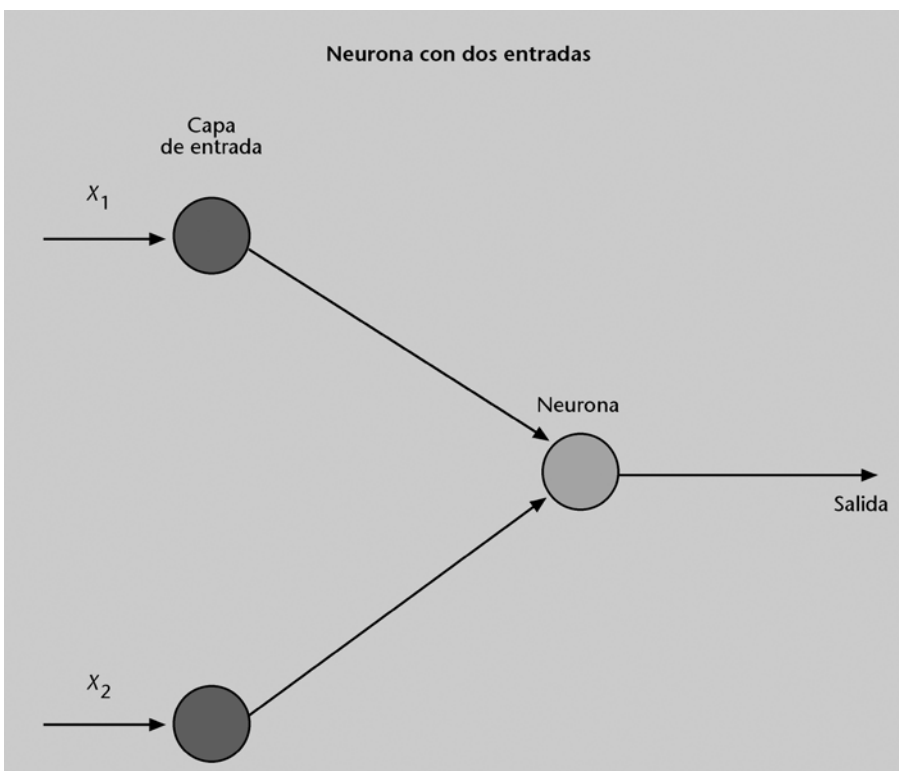 Neurona con dos entradas
Capa
de entrada
X₁
Neurona
Salida
X₂